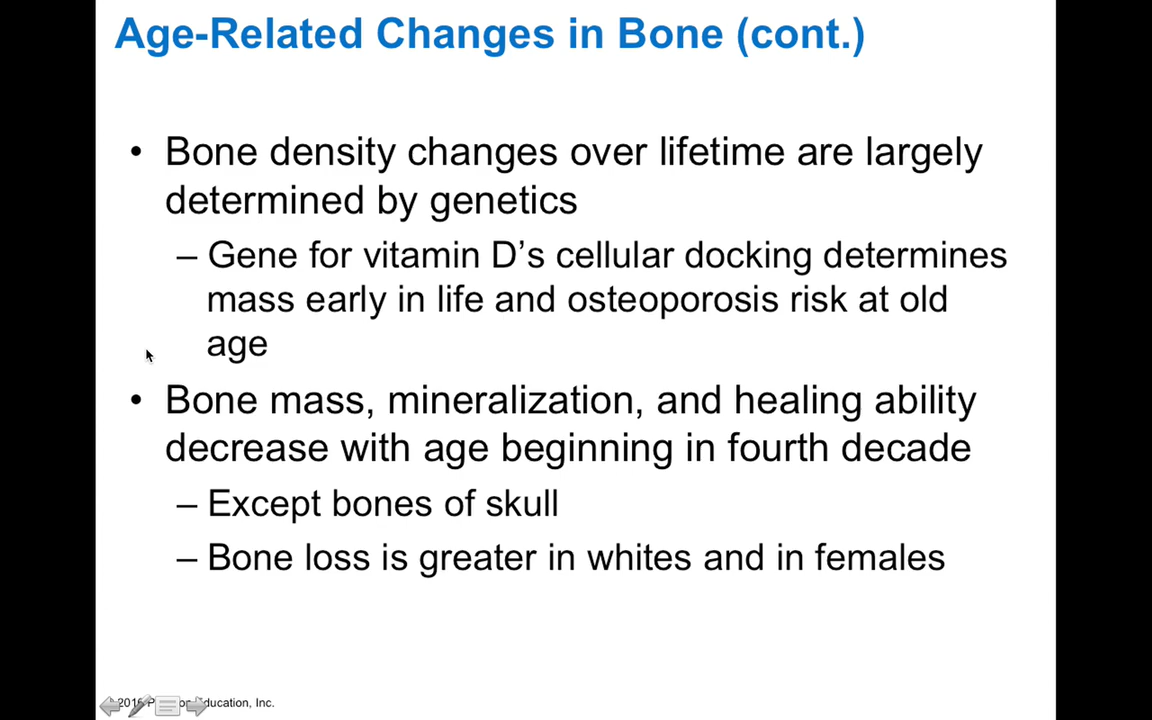 Age-Related Changes in Bone (cont.)
• Bone density changes over lifetime are largely
determined by genetics
– Gene for vitamin D’s cellular docking determines
mass early in life and osteoporosis risk at old
age
• Bone mass, mineralization, and healing ability
decrease with age beginning in fourth decade
– Except bones of skull
– Bone loss is greater in whites and in females
Education, Inc.